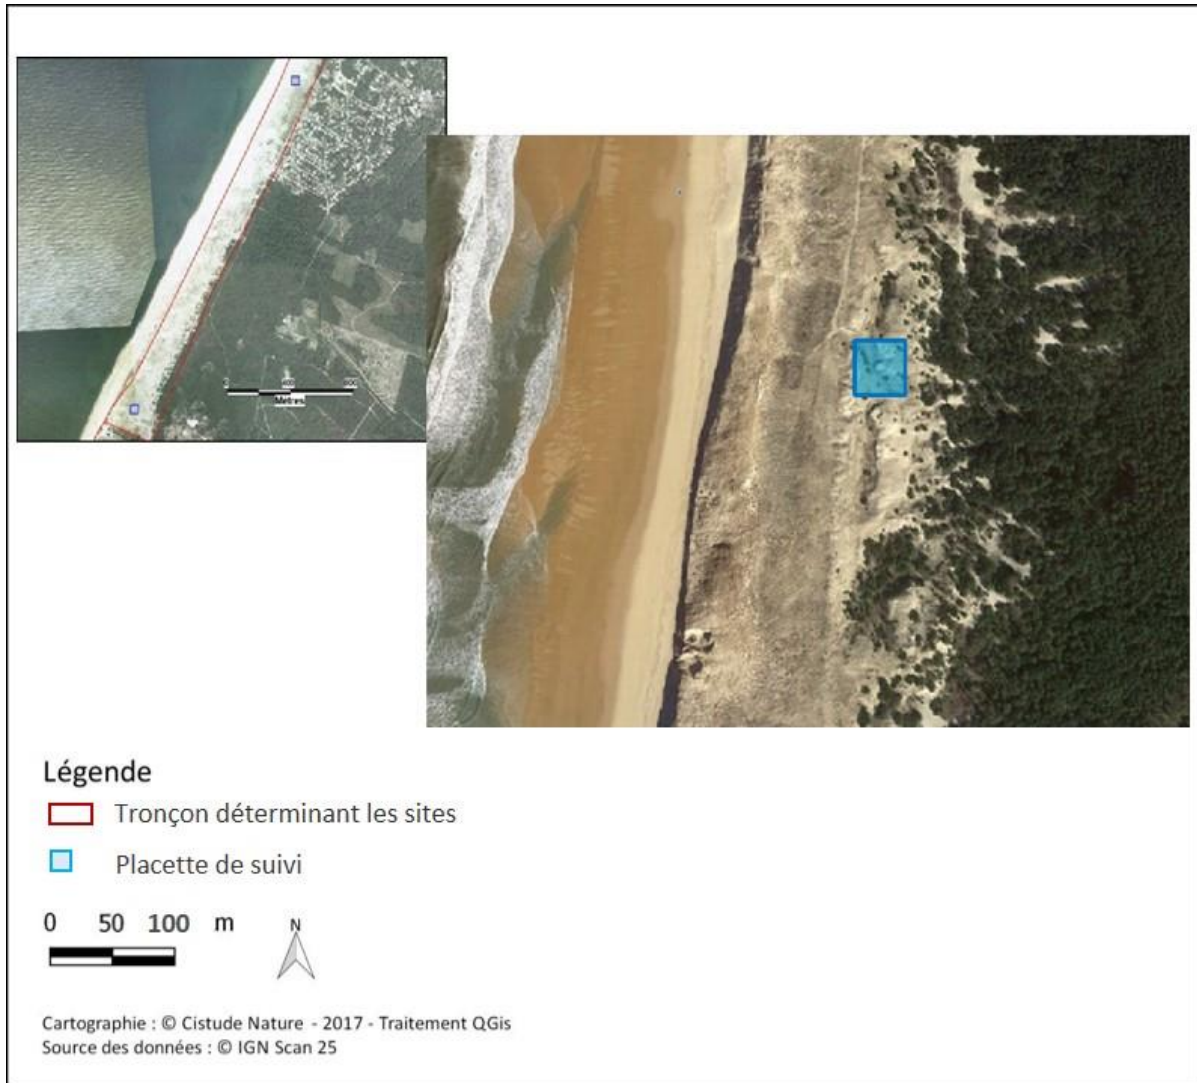 Mètres
Légende
Tronçon déterminant les sites
Placette de suivi
0 50 100 m
N
Cartographie : © Cistude Nature - 2017 - Traitement QGis
Source des données : © IGN Scan 25